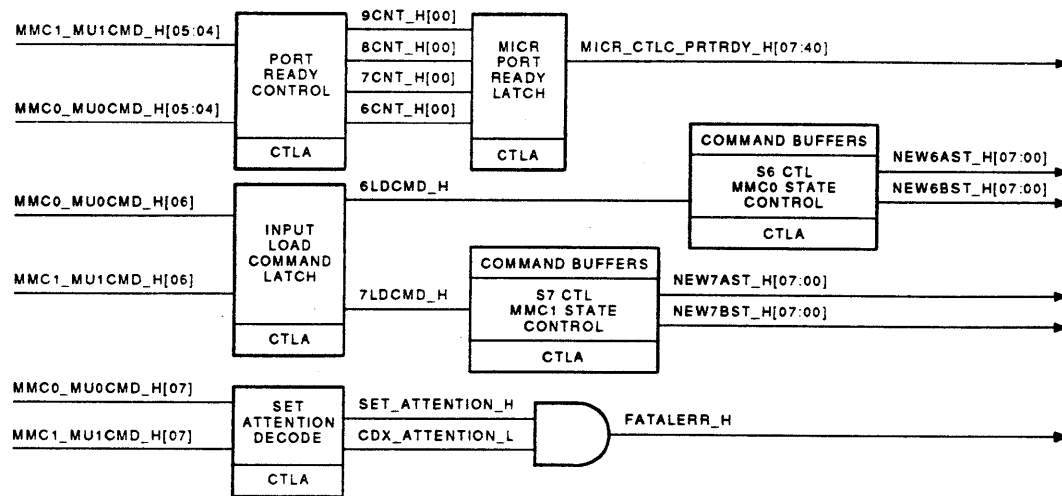 MMC1_MU1CMD_H[05:04]
MMC0_MU0CMD_H[05:04]
PORT
READY
CONTROL
CTLA
9CNT_H[00]
8CNT_H[00]
7CNT_H[00]
6CNT_H[00]
MICR
PORT
READY
LATCH
CTLA
MICR_CTLC_PRTRDY_H[07:40]
MMC0_MU0CMD_H[06]
MMC1_MU1CMD_H[06]
INPUT
LOAD
COMMAND
LATCH
CTLA
6LDCMD_H
7LDCMD_H
COMMAND BUFFERS
S6 CTL
MMC0 STATE
CONTROL
CTLA
NEW6AST_H[07:00]
NEW6BST_H[07:00]
COMMAND BUFFERS
S7 CTL
MMC1 STATE
CONTROL
CTLA
NEW7AST_H[07:00]
NEW7BST_H[07:00]
MMC0_MU0CMD_H[07]
MMC1_MU1CMD_H[07]
SET
ATTENTION
DECODE
CTLA
SET_ATTENTION_H
CDX_ATTENTION_L
FATALERR_H